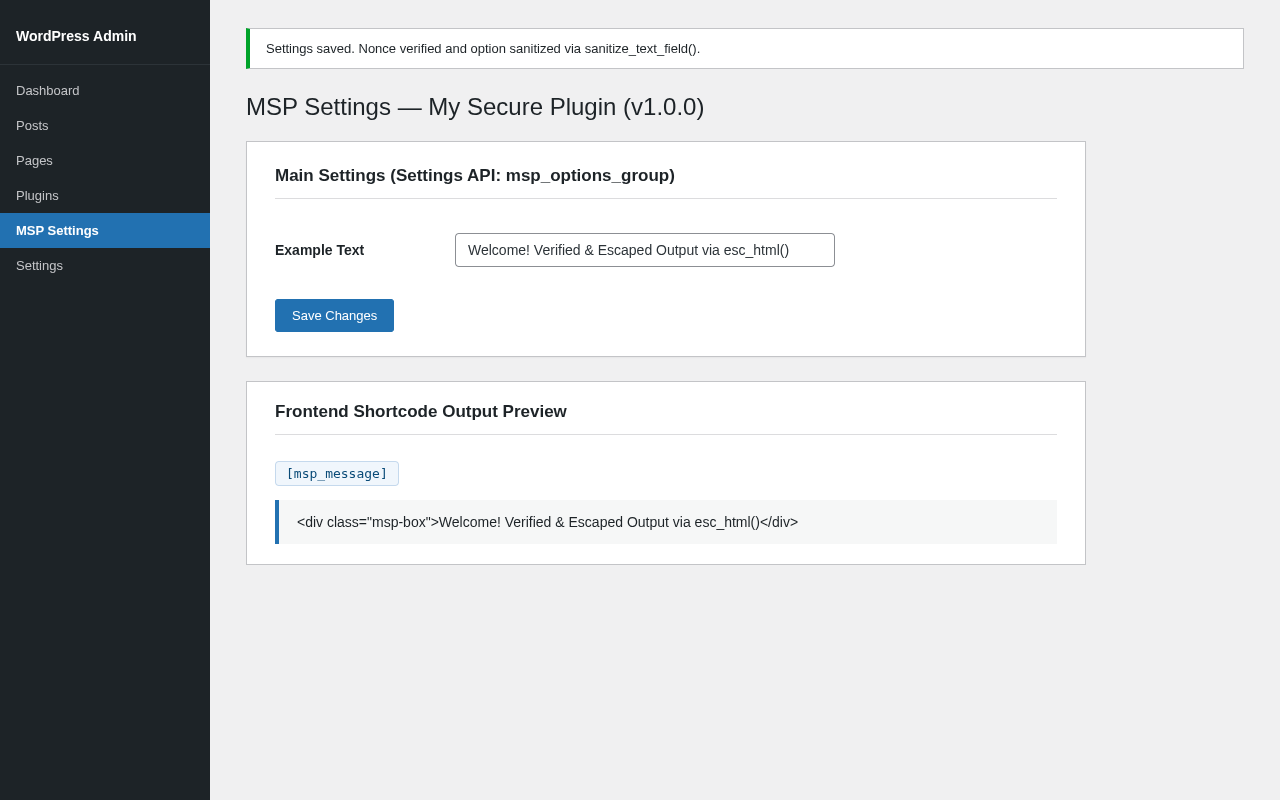 WordPress Admin
Dashboard
Posts
Pages
Plugins
MSP Settings
Settings
Settings saved. Nonce verified and option sanitized via sanitize_text_field().
MSP Settings — My Secure Plugin (v1.0.0)
Main Settings (Settings API: msp_options_group)
Example Text
Welcome! Verified & Escaped Output via esc_html()
Save Changes
Frontend Shortcode Output Preview
[msp_message]
<div class="msp-box">Welcome! Verified & Escaped Output via esc_html()</div>